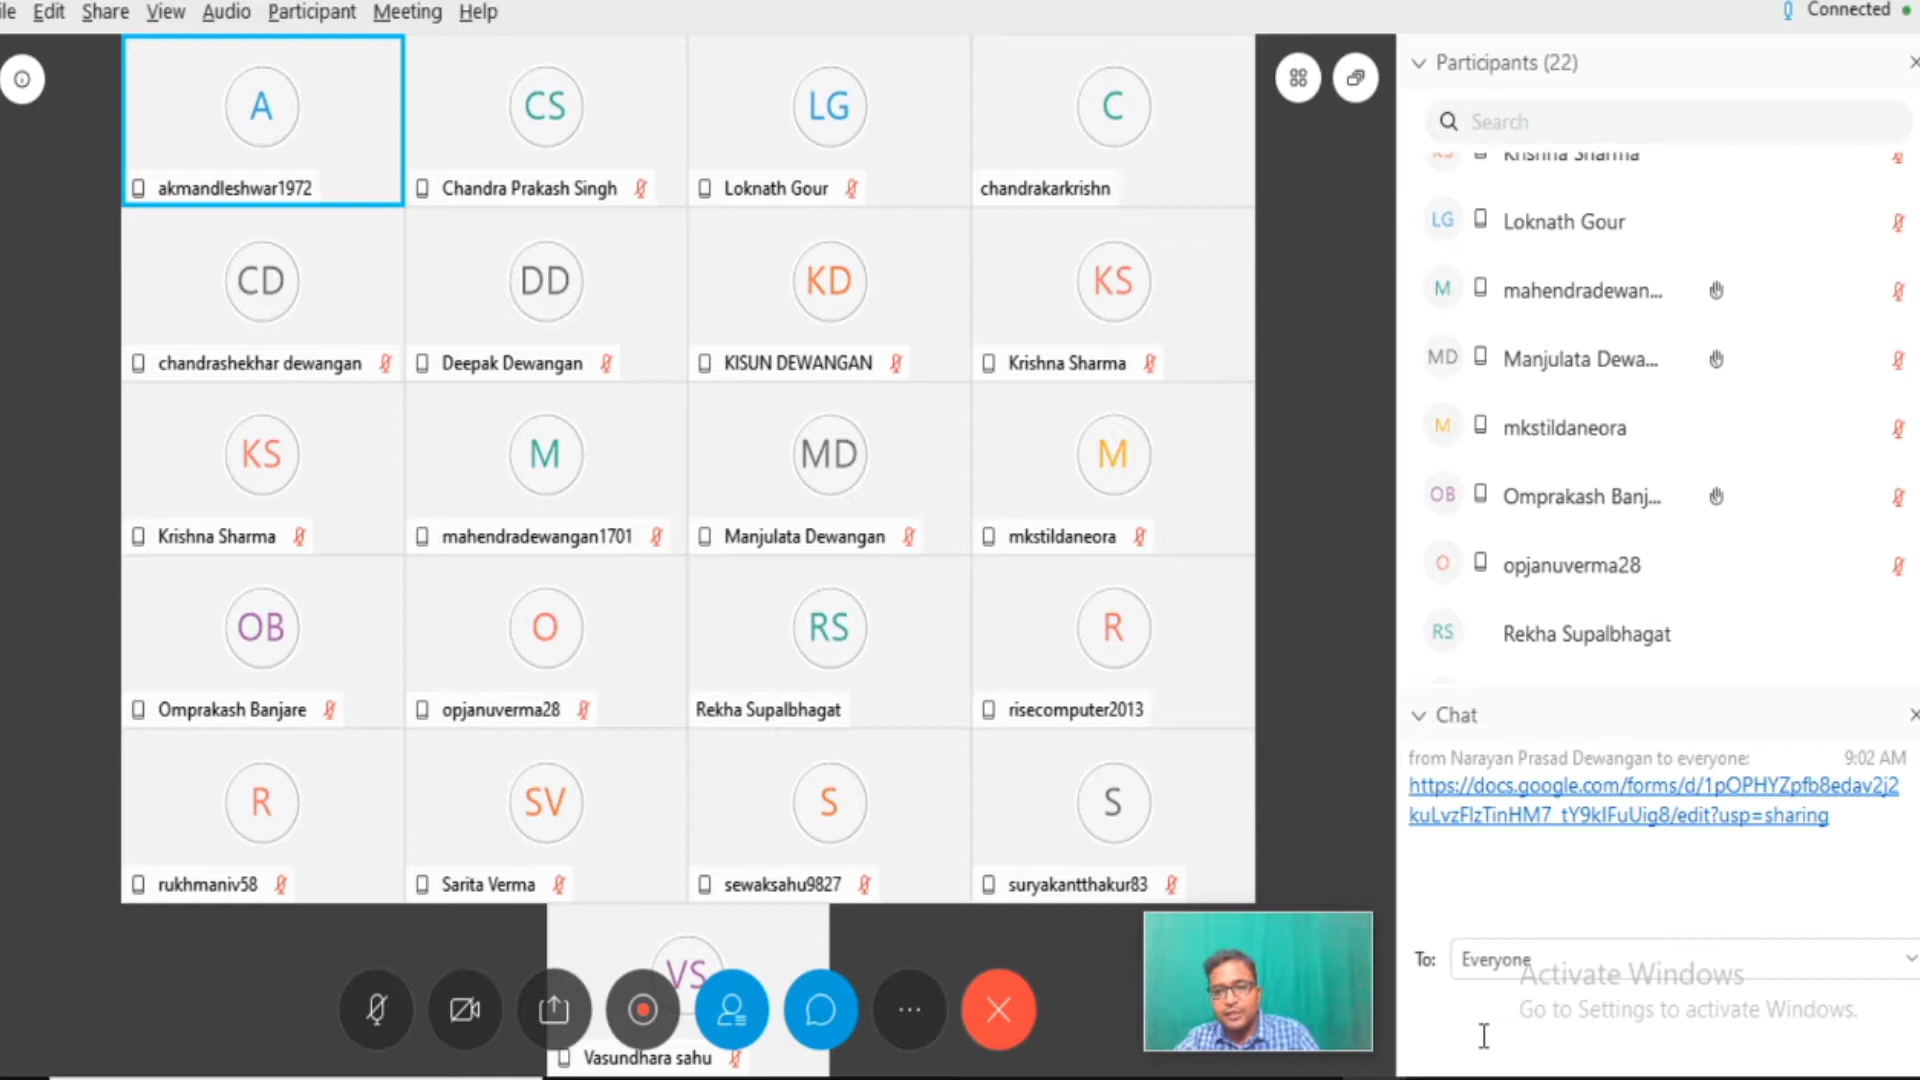 Edit Share View Audio Participant Meeting Help
Connected
A
CS
LG
C
akmandleshwar1972
Chandra Prakash Singh
Loknath Gour
chandrakarkrishn
CD
DD
KD
KS
chandrashekhar dewangan
Deepak Dewangan
KISUN DEWANGAN
Krishna Sharma
KS
M
MD
M
Krishna Sharma
mahendradewangan1701
Manjulata Dewangan
mkstildaneora
OB
O
RS
R
Omprakash Banjare
opjanuverma28
Rekha Supalbhagat
risecomputer2013
R
SV
S
S
rukhmaniv58
Sarita Verma
sewaksahu9827
suryakantthakur83
VS
Vasundhara sahu
Participants (22)
Search
Krishna Sharma
LG Loknath Gour
M mahendradewan...
MD Manjulata Dewa...
M mkstildaneora
OB Omprakash Banj...
O opjanuverma28
RS Rekha Supalbhagat
Chat
from Narayan Prasad Dewangan to everyone: 9:02 AM
https://docs.google.com/forms/d/1pOPHYZpfb8edav2j2
kuLvzFlzTinHM7_tY9klFuUig8/edit?usp=sharing
To: Everyone
Activate Windows
Go to Settings to activate Windows.